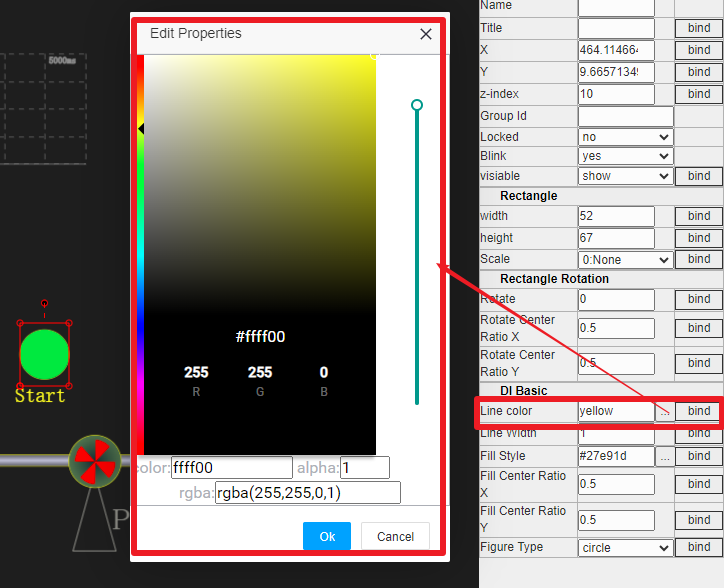 5000ms
Start
P
Edit Properties
#ffff00
255 255 0
R G B
color: ffff00 alpha: 1
rgba: rgba(255,255,0,1)
Ok Cancel
Name
Title bind
X 464.114664 bind
Y 9.66571349 bind
z-index 10 bind
Group Id
Locked no
Blink yes
visiable show bind
Rectangle
width 52 bind
height 67 bind
Scale 0:None bind
Rectangle Rotation
Rotate 0 bind
Rotate Center
Ratio X 0.5 bind
Rotate Center
Ratio Y 0.5 bind
DI Basic
Line color yellow ... bind
Line Width 1 bind
Fill Style #27e91d ... bind
Fill Center Ratio
X 0.5 bind
Fill Center Ratio
Y 0.5 bind
Figure Type circle bind